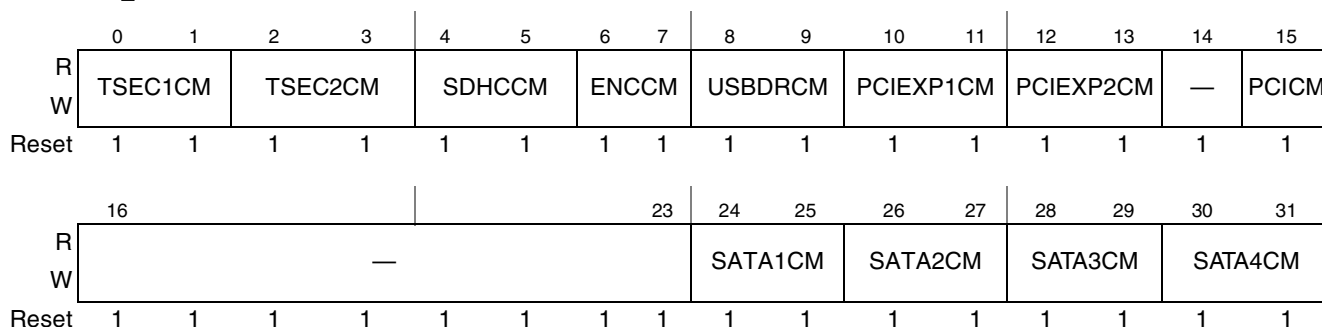 0 1 2 3 4 5 6 7 8 9 10 11 12 13 14 15
R
W
TSEC1CM TSEC2CM SDHCCM ENCCM USBDRCM PCIEXP1CM PCIEXP2CM — PCICM
Reset 1 1 1 1 1 1 1 1 1 1 1 1 1 1 1 1
16 23 24 25 26 27 28 29 30 31
R
W
— SATA1CM SATA2CM SATA3CM SATA4CM
Reset 1 1 1 1 1 1 1 1 1 1 1 1 1 1 1 1